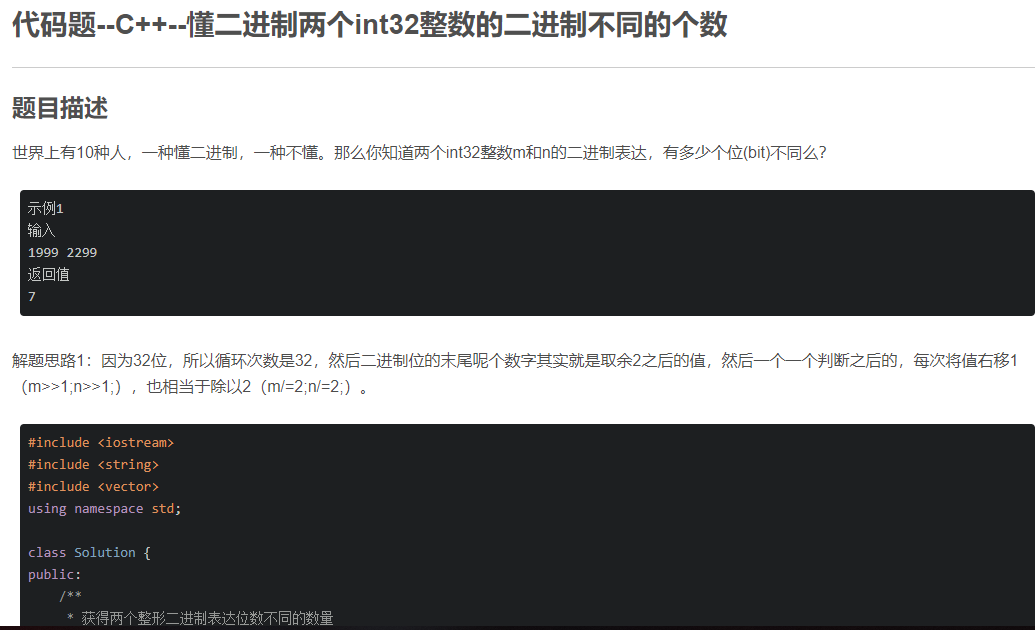 代码题--C++--懂二进制两个int32整数的二进制不同的个数
题目描述
世界上有10种人，一种懂二进制，一种不懂。那么你知道两个int32整数m和n的二进制表达，有多少个位(bit)不同么？
示例1
输入
1999 2299
返回值
7
解题思路1：因为32位，所以循环次数是32，然后二进制位的末尾呢个数字其实就是取余2之后的值，然后一个一个判断之后的，每次将值右移1
（m>>1;n>>1;），也相当于除以2（m/=2;n/=2;）。
#include <iostream>
#include <string>
#include <vector>
using namespace std;
class Solution {
public:
/**
* 获得两个整形二进制表达位数不同的数量